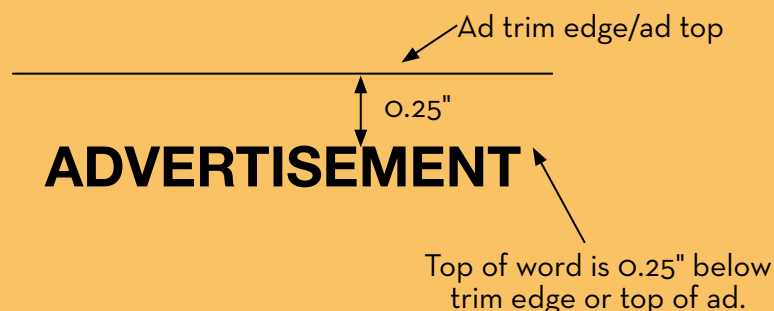 Ad trim edge/ad top
0.25"
ADVERTISEMENT
Top of word is 0.25" below
trim edge or top of ad.